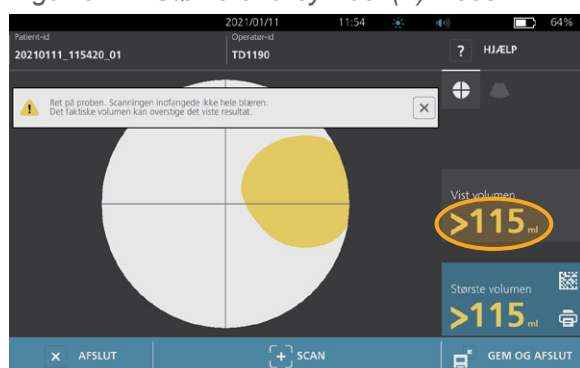 2021/01/11 11:54 64%
Patient-id
20210111_115420_01
Operatør-id
TD1190
? HJÆLP
Ret på proben. Scanningen indfangede ikke hele blæren.
Det faktiske volumen kan overstige det viste resultat.
Vist volumen
>115 ml
Største volumen
>115 ml
AFSLUT
SCAN
GEM OG AFSLUT